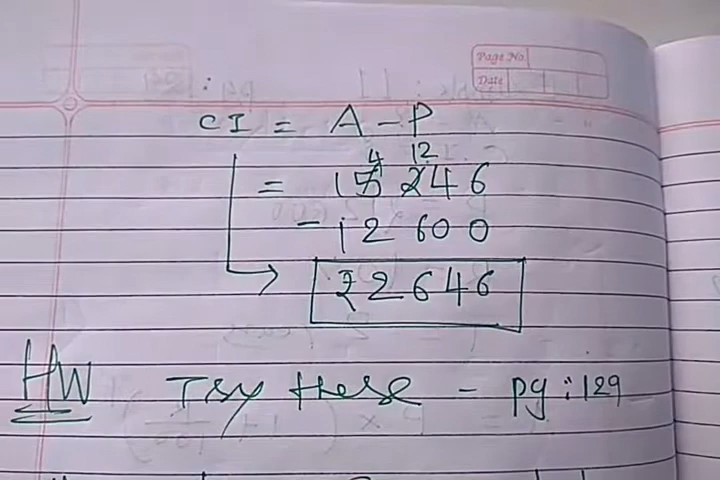 Page No.
Date
CI = A - P
4 12
= 15246
- 12600
₹2646
HW Try these - pg: 129